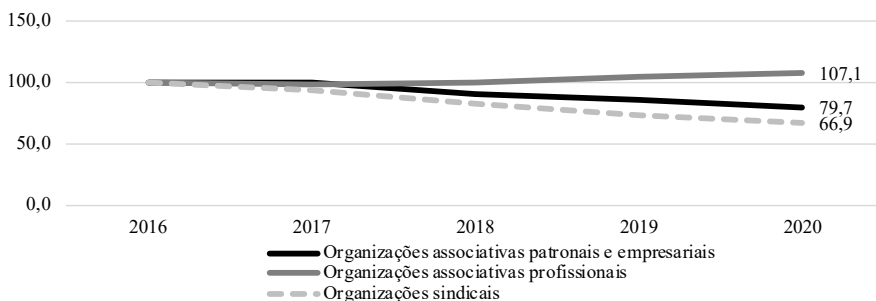 150,0
100,0
50,0
0,0
107,1
79,7
66,9
2016 2017 2018 2019 2020
Organizações associativas patronais e empresariais
Organizações associativas profissionais
Organizações sindicais